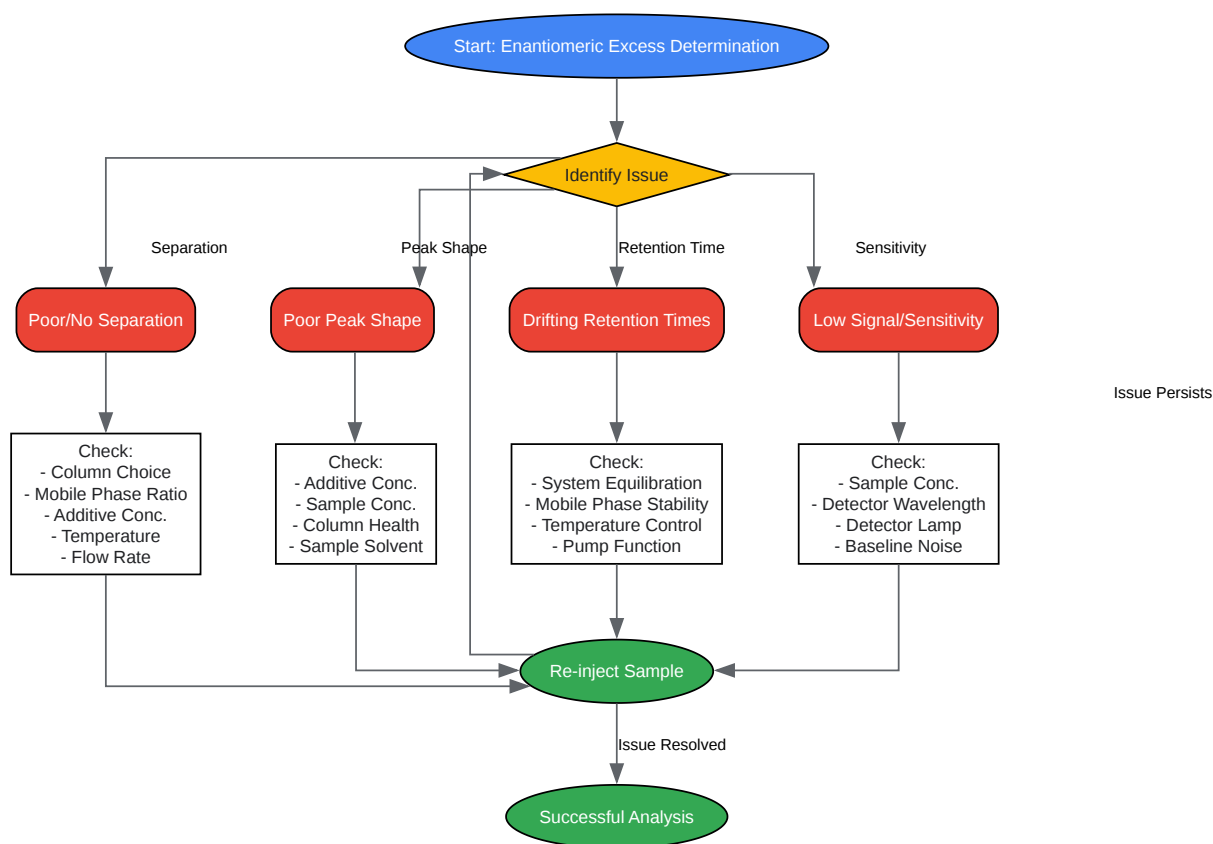 Start: Enantiomeric Excess Determination
Identify Issue
Separation
Peak Shape
Retention Time
Sensitivity
Poor/No Separation
Poor Peak Shape
Drifting Retention Times
Low Signal/Sensitivity
Issue Persists
Check:
- Column Choice
- Mobile Phase Ratio
- Additive Conc.
- Temperature
- Flow Rate
Check:
- Additive Conc.
- Sample Conc.
- Column Health
- Sample Solvent
Check:
- System Equilibration
- Mobile Phase Stability
- Temperature Control
- Pump Function
Check:
- Sample Conc.
- Detector Wavelength
- Detector Lamp
- Baseline Noise
Re-inject Sample
Issue Resolved
Successful Analysis